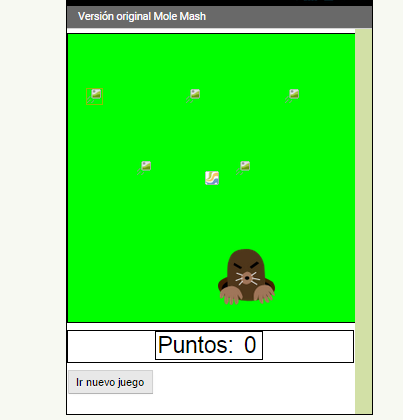 Versión original Mole Mash
Puntos: 0
Ir nuevo juego